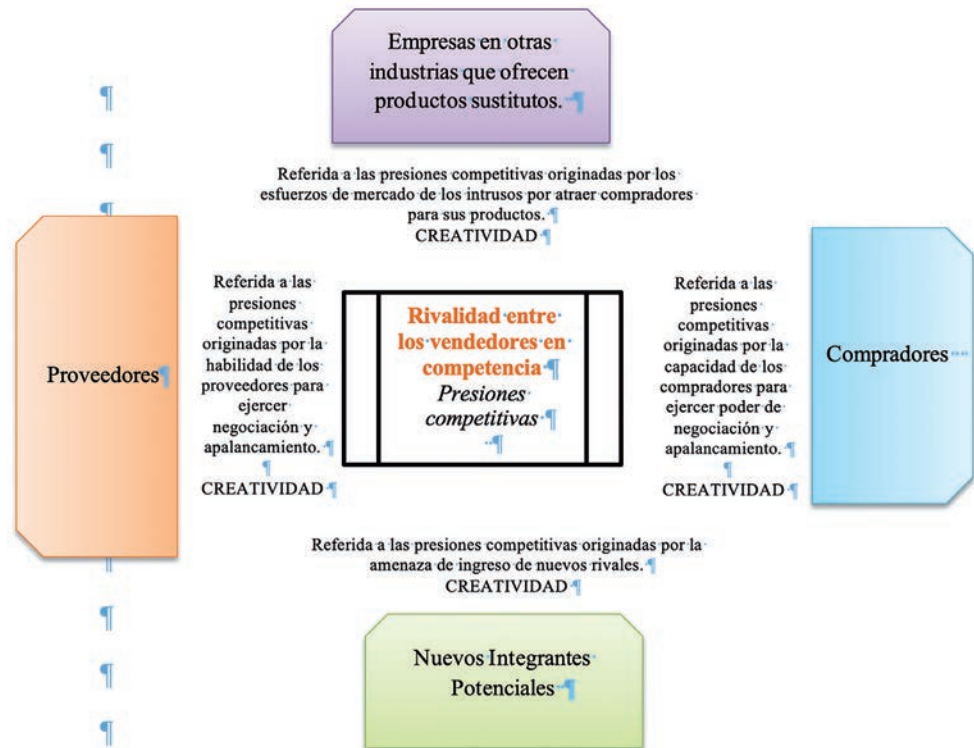 Empresas en otras
industrias que ofrecen
productos sustitutos. ¶
¶
¶
¶
Referida a las presiones competitivas originadas por los
esfuerzos de mercado de los intrusos por atraer compradores
para sus productos. ¶
CREATIVIDAD ¶
Proveedores¶
Referida a las
presiones
competitivas
originadas por la
habilidad de los
proveedores para
ejercer
negociación y
apalancamiento. ¶
¶
CREATIVIDAD ¶
Rivalidad entre
los vendedores en
competencia ¶
Presiones
competitivas ¶
¶
Referida a las
presiones
competitivas
originadas por la
capacidad de los
compradores para
ejercer poder de
negociación y
apalancamiento. ¶
¶
CREATIVIDAD ¶
Compradores
Referida a las presiones competitivas originadas por la
amenaza de ingreso de nuevos rivales. ¶
CREATIVIDAD ¶
¶
¶
¶
¶
Nuevos Integrantes
Potenciales ¶